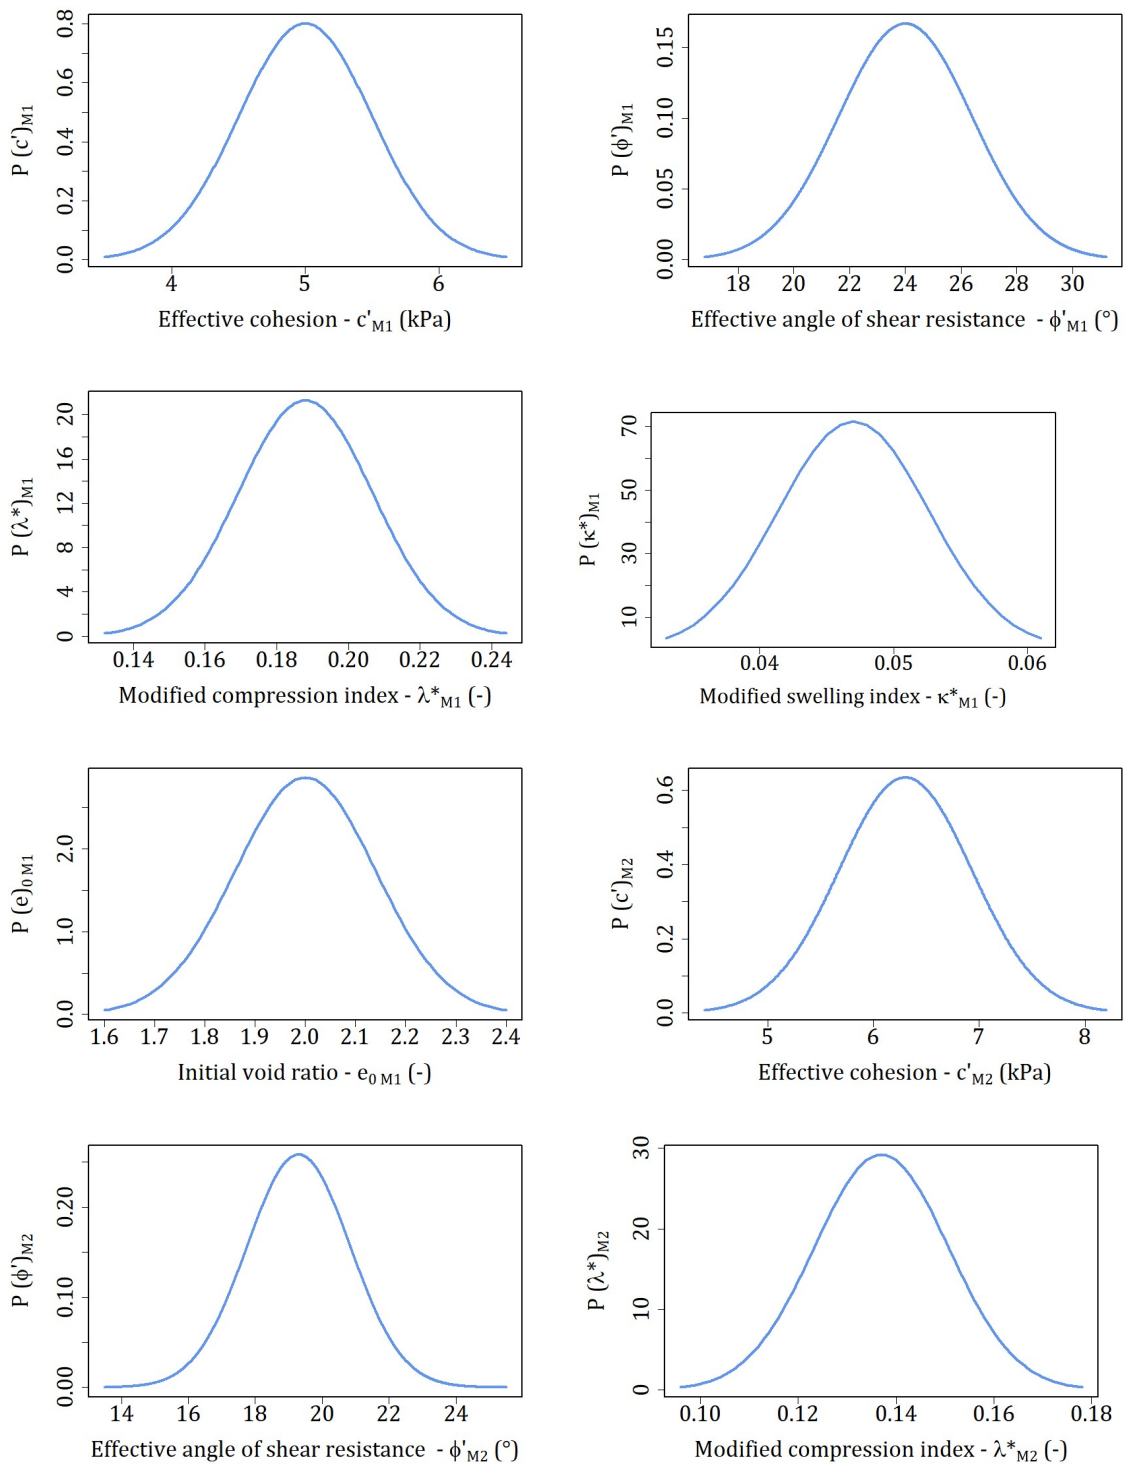 P (c')M1
0.8
0.6
0.4
0.2
0.0
4 5 6
Effective cohesion - c'M1 (kPa)
P (ϕ')M1
0.15
0.10
0.05
0.00
18 20 22 24 26 28 30
Effective angle of shear resistance - ϕ'M1 (°)
P (λ*)M1
20
16
12
8
4
0
0.14 0.16 0.18 0.20 0.22 0.24
Modified compression index - λ*M1 (-)
P (κ*)M1
70
50
30
10
0.04 0.05 0.06
Modified swelling index - κ*M1 (-)
P (e)0 M1
2.0
1.0
0.0
1.6 1.7 1.8 1.9 2.0 2.1 2.2 2.3 2.4
Initial void ratio - e0 M1 (-)
P (c')M2
0.6
0.4
0.2
0.0
5 6 7 8
Effective cohesion - c'M2 (kPa)
P (ϕ')M2
0.20
0.10
0.00
14 16 18 20 22 24
Effective angle of shear resistance - ϕ'M2 (°)
P (λ*)M2
30
20
10
0
0.10 0.12 0.14 0.16 0.18
Modified compression index - λ*M2 (-)